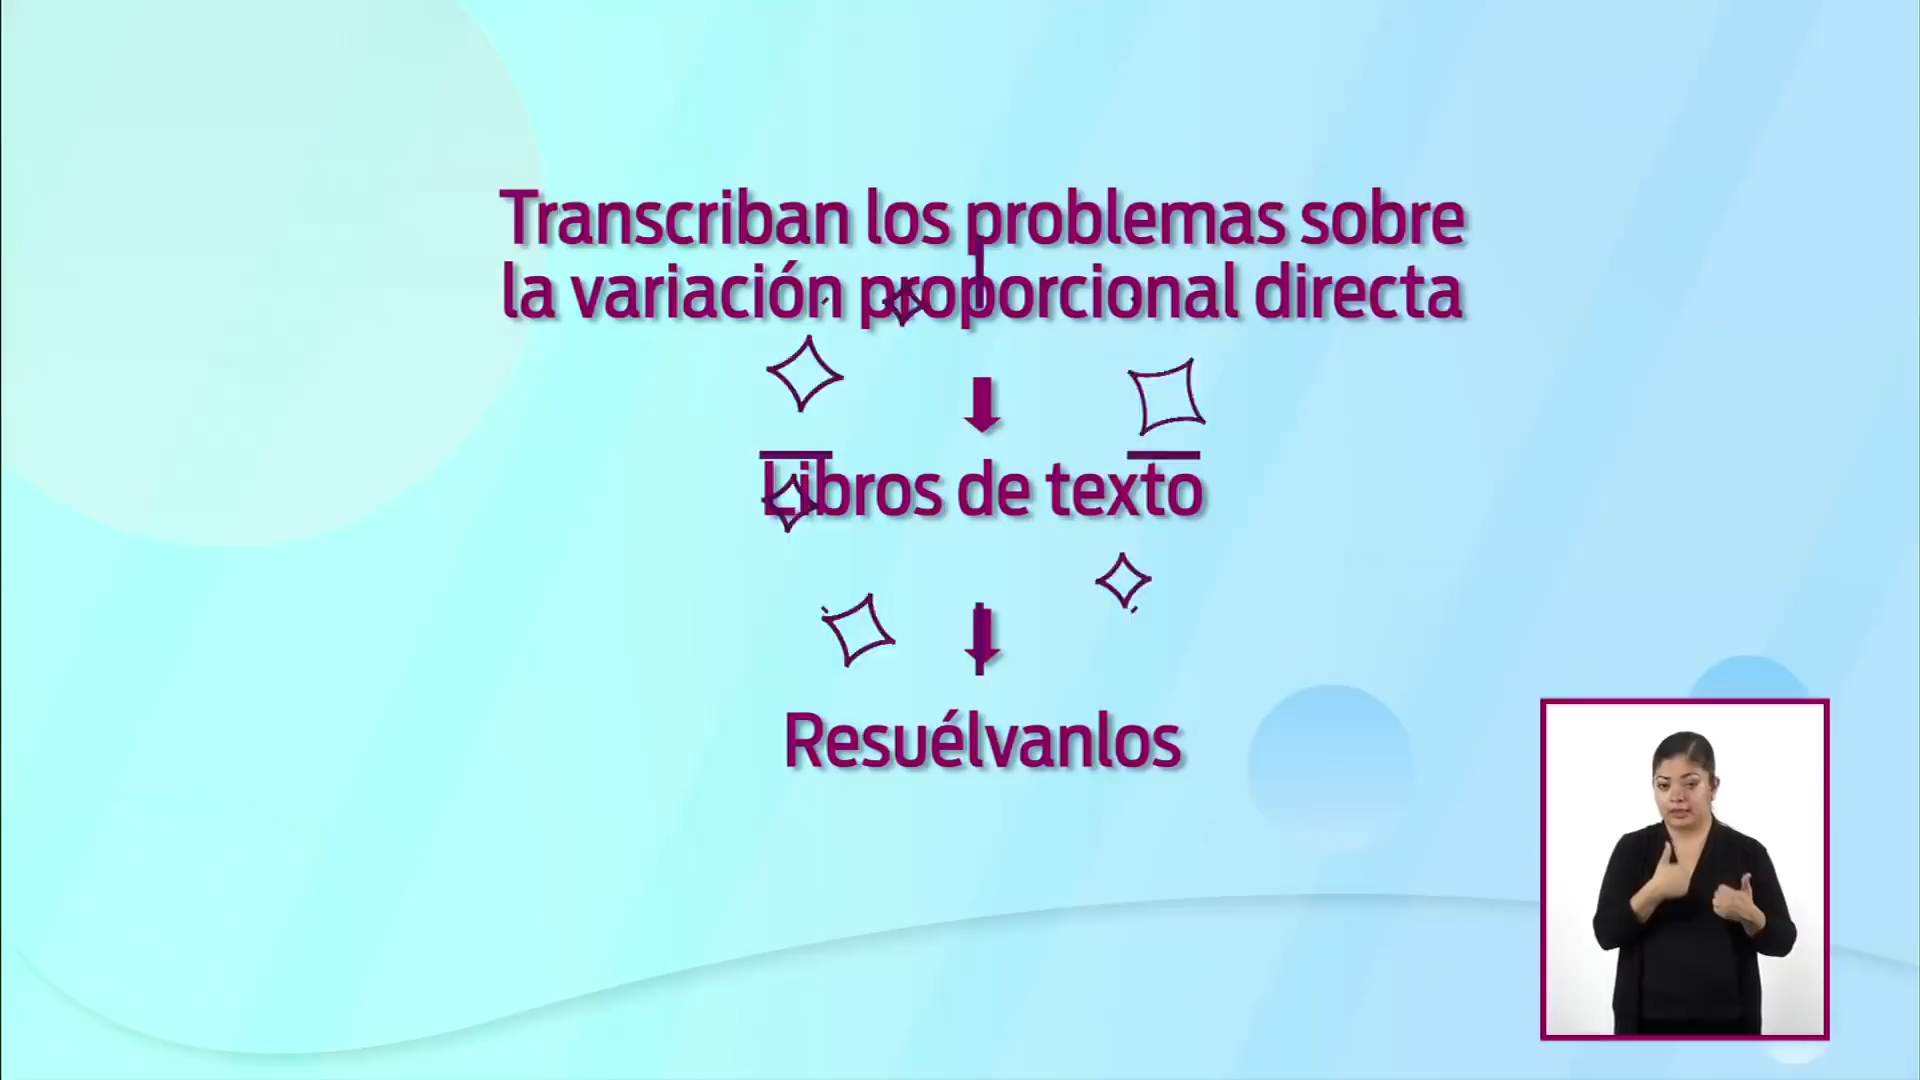 Transcriban los problemas sobre
la variación proporcional directa
Libros de texto
Resuélvanlos